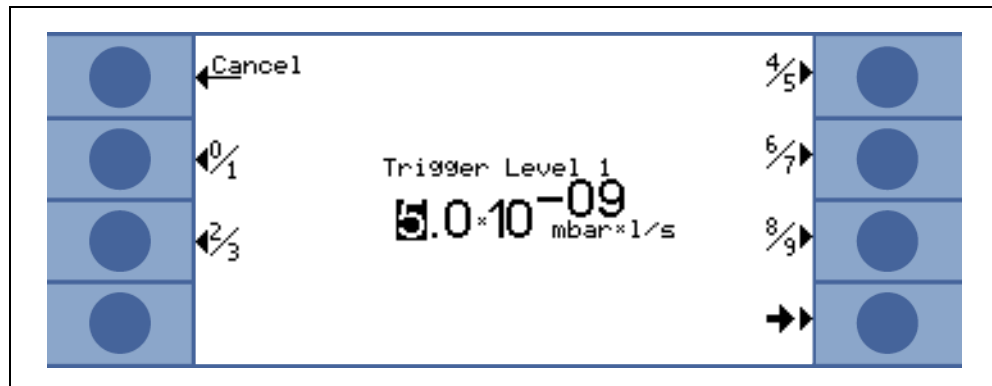 Cancel
4/5
0/1
6/7
Trigger Level 1
5.0×10⁻⁰⁹
mbar×l/s
2/3
8/9